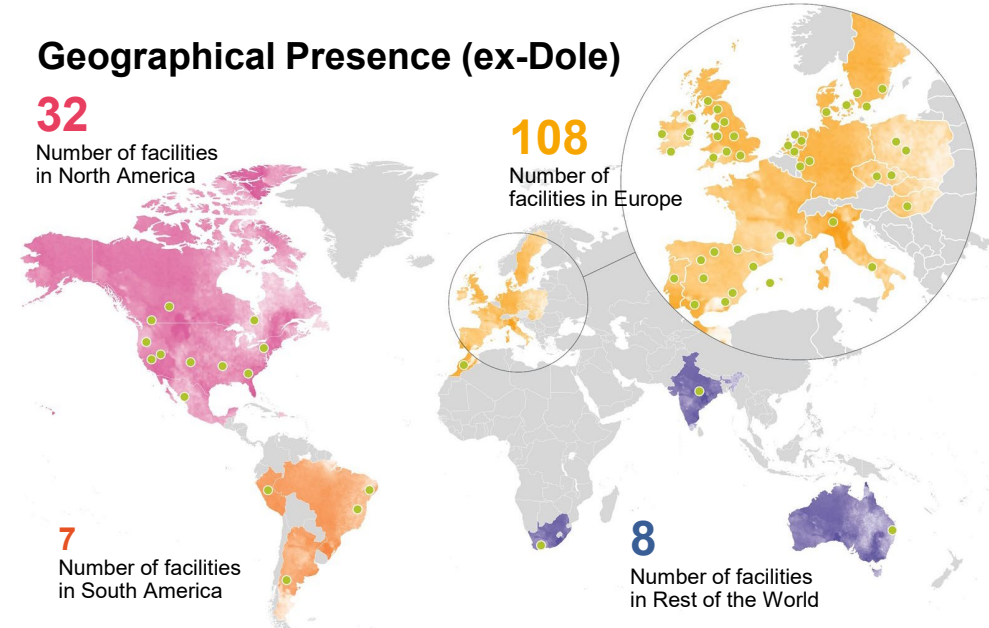 Geographical Presence (ex-Dole)
32
Number of facilities
in North America
108
Number of
facilities in Europe
7
Number of facilities
in South America
8
Number of facilities
in Rest of the World